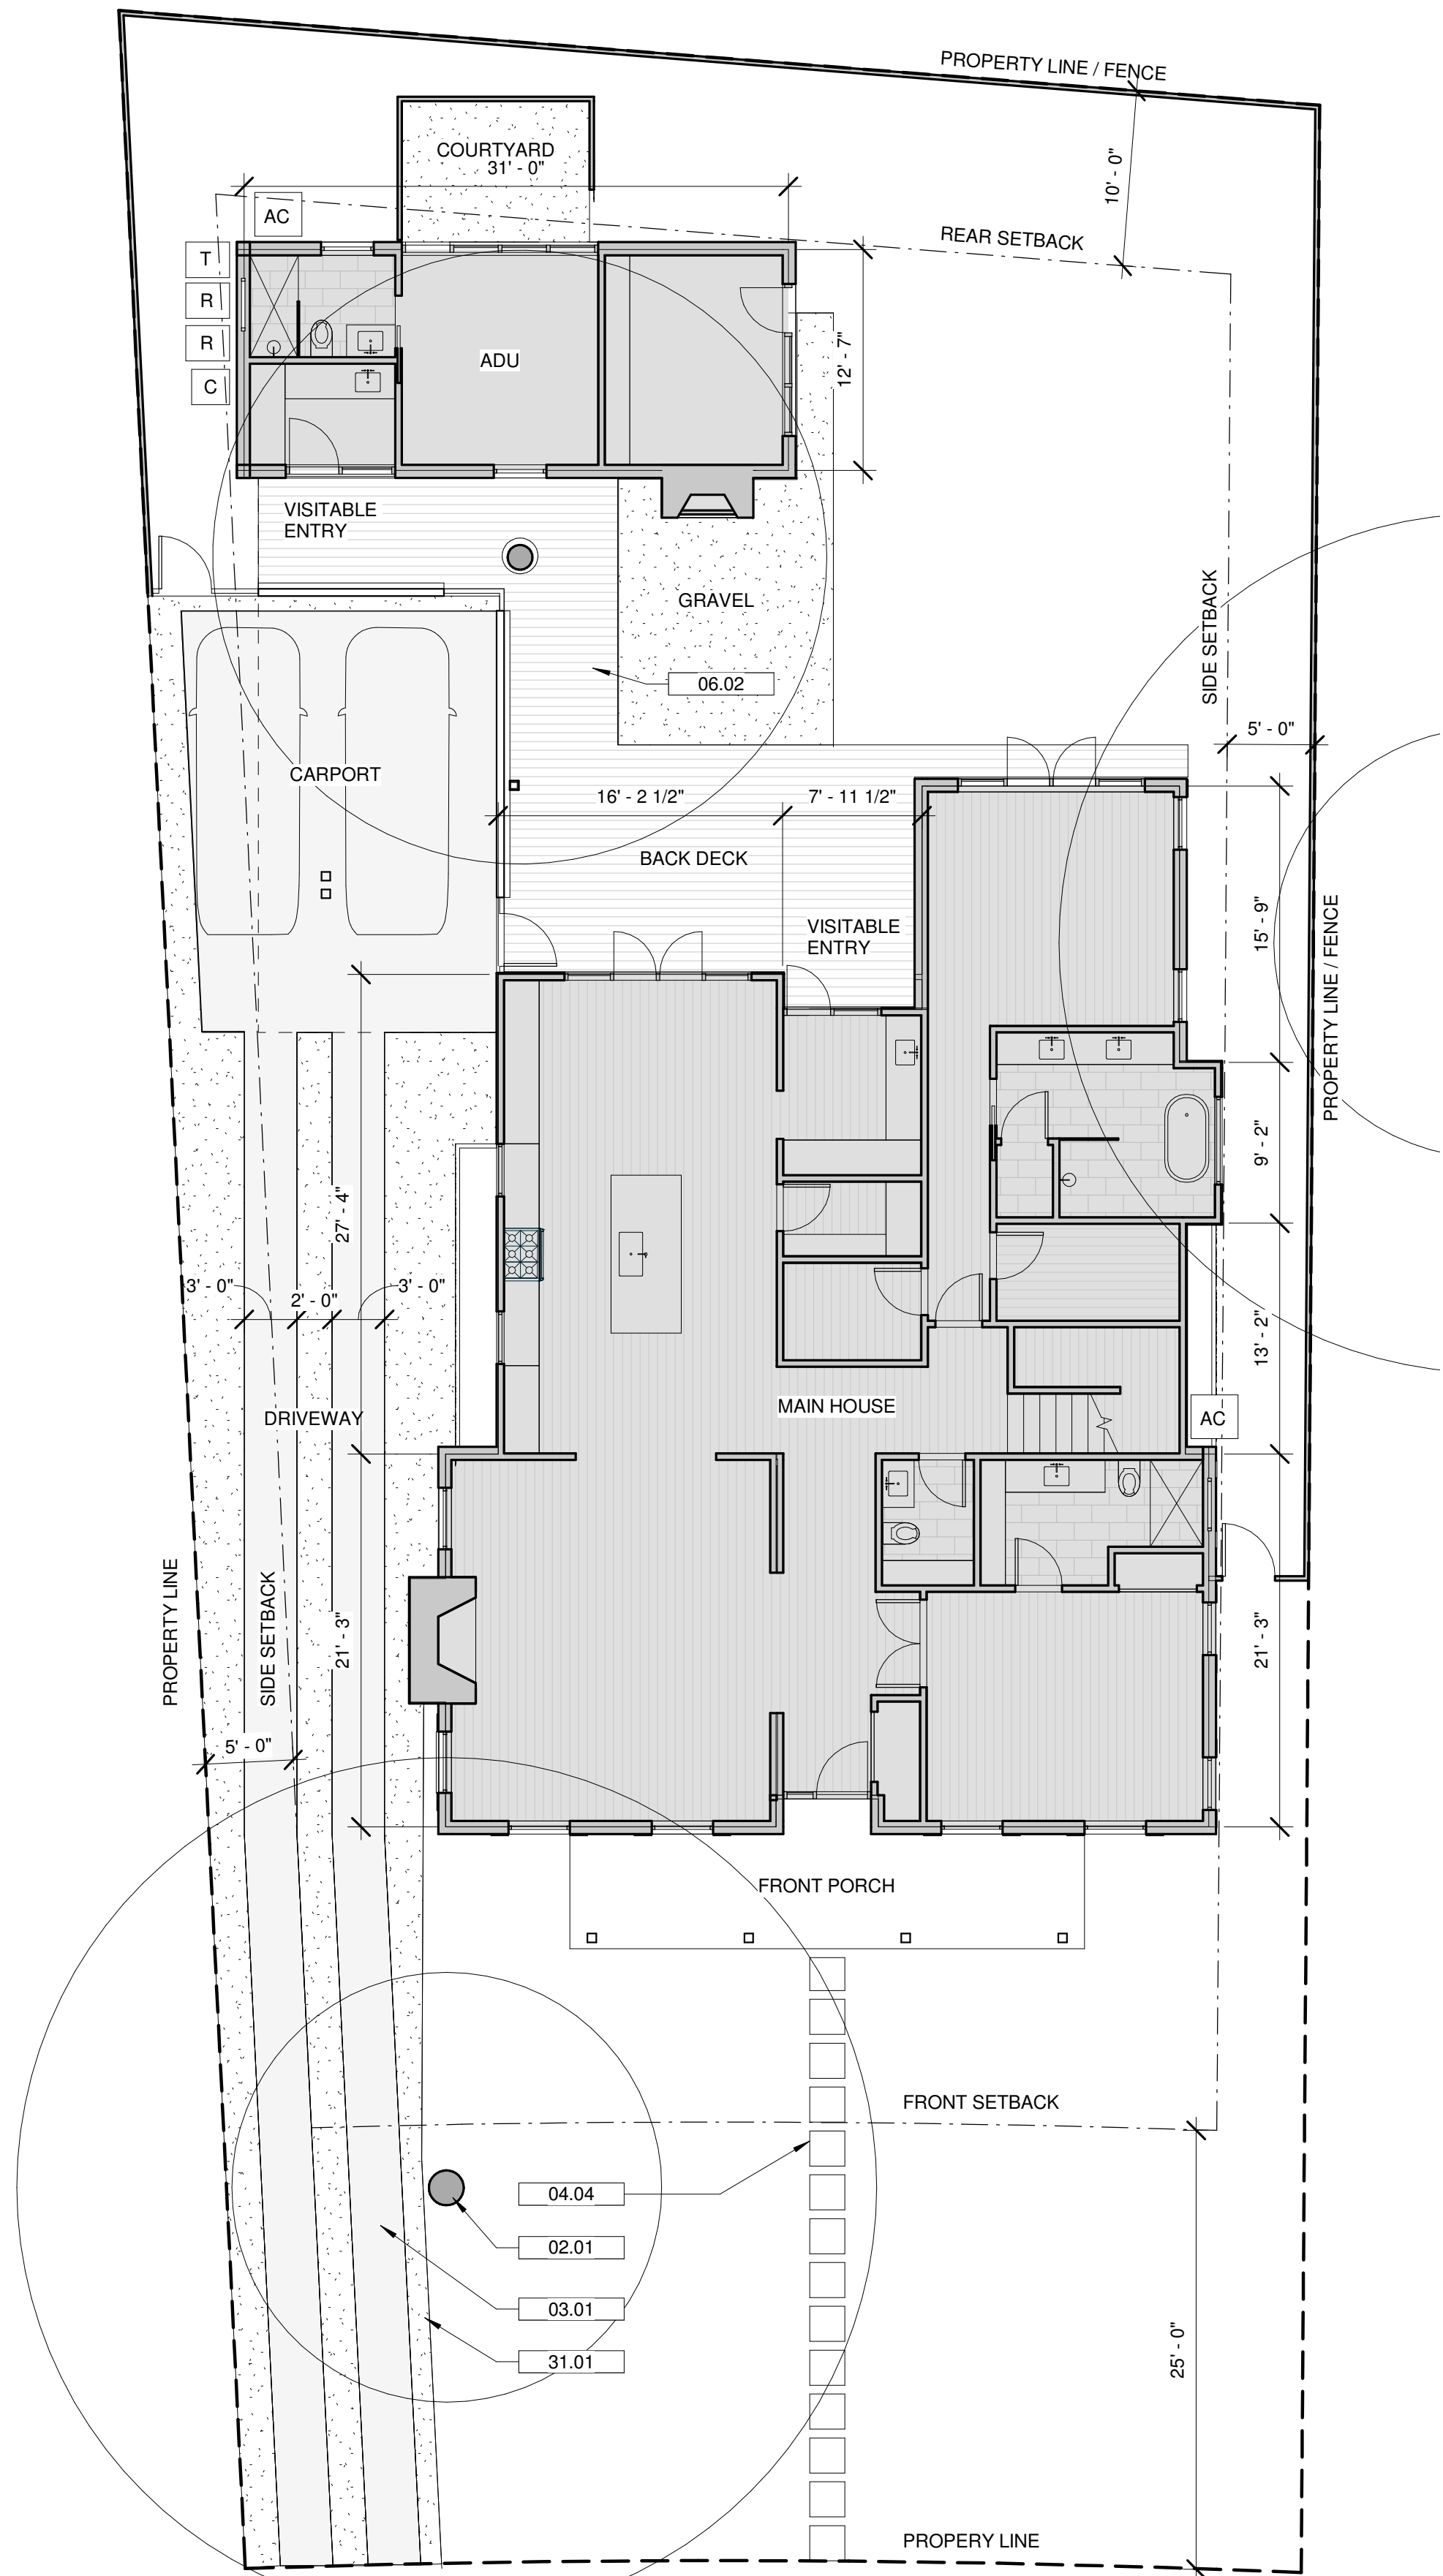 PROPERTY LINE / FENCE
COURTYARD
31' - 0"
10' - 0"
AC
REAR SETBACK
T
R
R
C
ADU
12' - 7"
VISITABLE
ENTRY
GRAVEL
SIDE SETBACK
06.02
5' - 0"
CARPORT
16' - 2 1/2"
7' - 11 1/2"
BACK DECK
VISITABLE
ENTRY
15' - 9"
PROPERTY LINE / FENCE
9' - 2"
27' - 4"
3' - 0"
2' - 0"
3' - 0"
13' - 2"
MAIN HOUSE
DRIVEWAY
AC
PROPERTY LINE
SIDE SETBACK
21' - 3"
21' - 3"
5' - 0"
FRONT PORCH
FRONT SETBACK
04.04
02.01
03.01
31.01
25' - 0"
PROPERY LINE